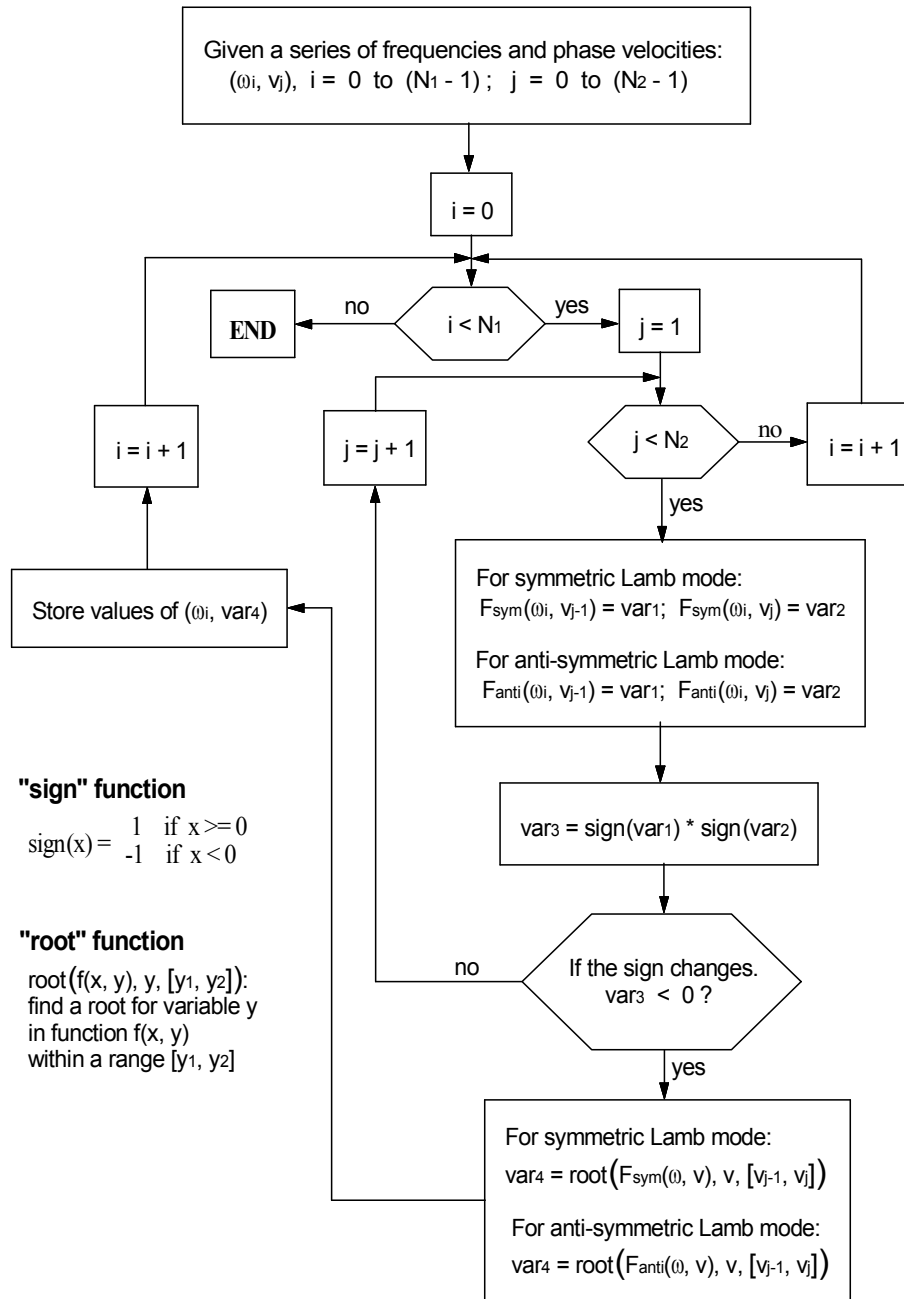 Given a series of frequencies and phase velocities:
(ωi, vj), i = 0 to (N1 - 1) ; j = 0 to (N2 - 1)
i = 0
no
yes
END
i < N1
j = 1
i = i + 1
j = j + 1
j < N2
no
i = i + 1
yes
For symmetric Lamb mode:
Fsym(ωi, vj-1) = var1; Fsym(ωi, vj) = var2
For anti-symmetric Lamb mode:
Fanti(ωi, vj-1) = var1; Fanti(ωi, vj) = var2
Store values of (ωi, var4)
"sign" function
sign(x) = 1 if x >= 0
-1 if x < 0
var3 = sign(var1) * sign(var2)
"root" function
root(f(x, y), y, [y1, y2]):
find a root for variable y
in function f(x, y)
within a range [y1, y2]
no
If the sign changes.
var3 < 0 ?
yes
For symmetric Lamb mode:
var4 = root(Fsym(ω, v), v, [vj-1, vj])
For anti-symmetric Lamb mode:
var4 = root(Fanti(ω, v), v, [vj-1, vj])